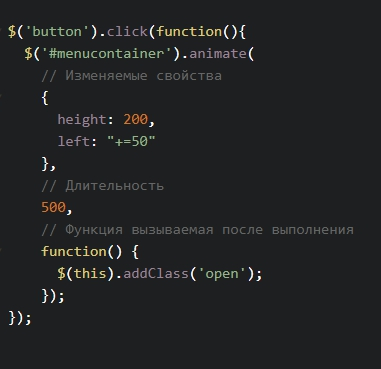 $('button').click(function(){
$('#menucontainer').animate(
// Изменяемые свойства
{
height: 200,
left: "+=50"
},
// Длительность
500,
// Функция вызываемая после выполнения
function() {
$(this).addClass('open');
});
});